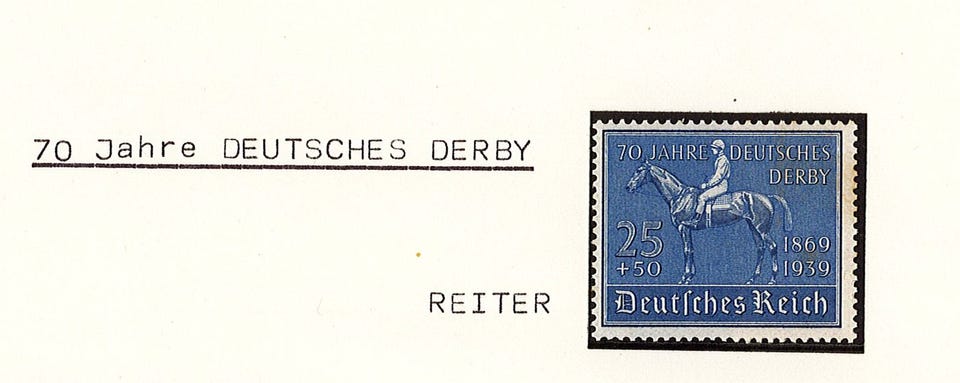 70 Jahre DEUTSCHES DERBY
REITER
70 JAHRE DEUTSCHES
DERBY
25
+50
1869
1939
Deutſches Reich